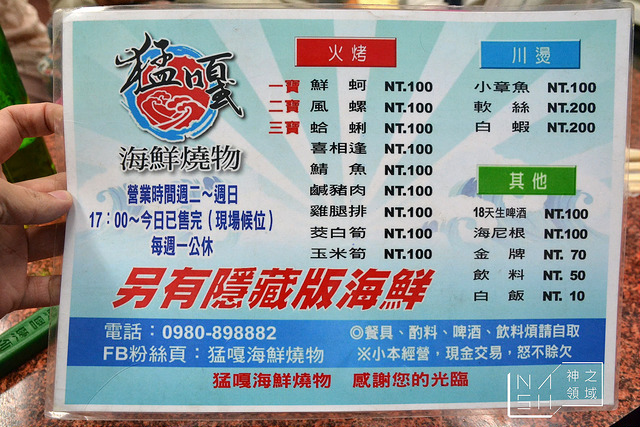 猛嘎
海鮮燒物
營業時間週二～週日
17：00～今日已售完（現場候位）
每週一公休
火烤
一寶 鮮蚵 NT.100
二寶 風螺 NT.100
三寶 蛤蜊 NT.100
喜相逢 NT.100
鯖魚 NT.100
鹹豬肉 NT.100
雞腿排 NT.100
茭白筍 NT.100
玉米筍 NT.100
川燙
小章魚 NT.100
軟絲 NT.200
白蝦 NT.200
其他
18天生啤酒 NT.100
海尼根 NT.100
金牌 NT. 70
飲料 NT. 50
白飯 NT. 10
另有隱藏版海鮮
電話：0980-898882
FB粉絲頁：猛嘎海鮮燒物
◎餐具、酌料、啤酒、飲料煩請自取
※小本經營，現金交易，恕不賒欠
猛嘎海鮮燒物 感謝您的光臨
NASH 神之領域